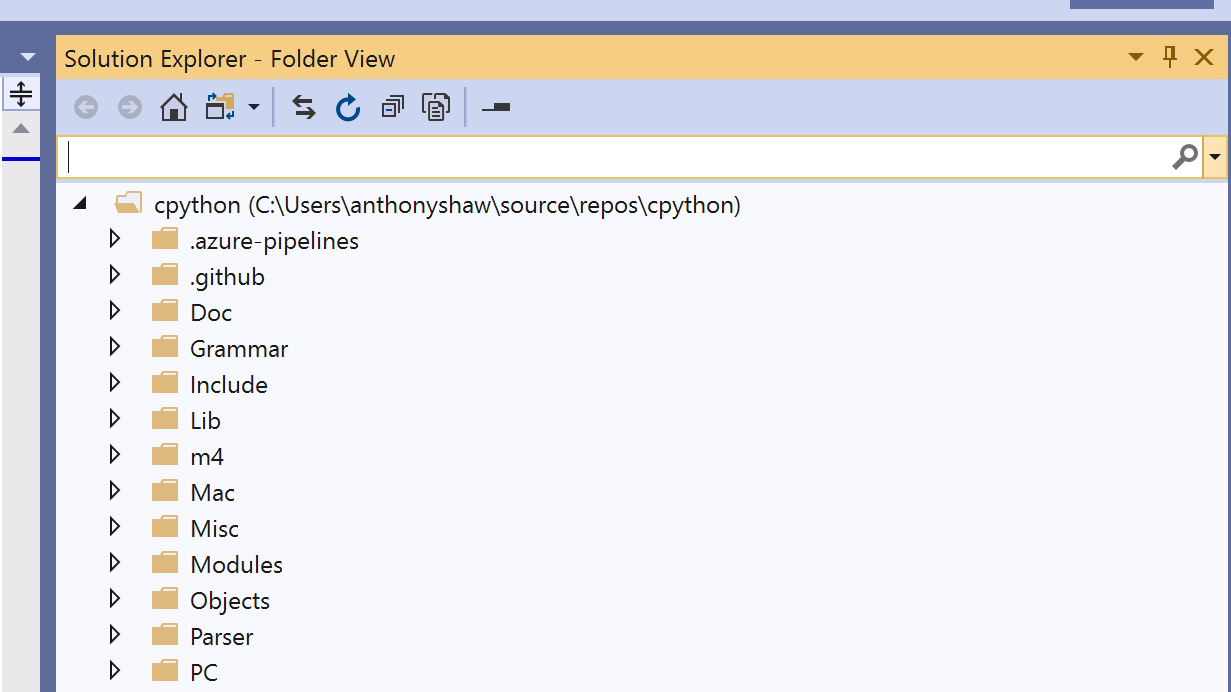 Solution Explorer - Folder View
cpython (C:\Users\anthonyshaw\source\repos\cpython)
.azure-pipelines
.github
Doc
Grammar
Include
Lib
m4
Mac
Misc
Modules
Objects
Parser
PC